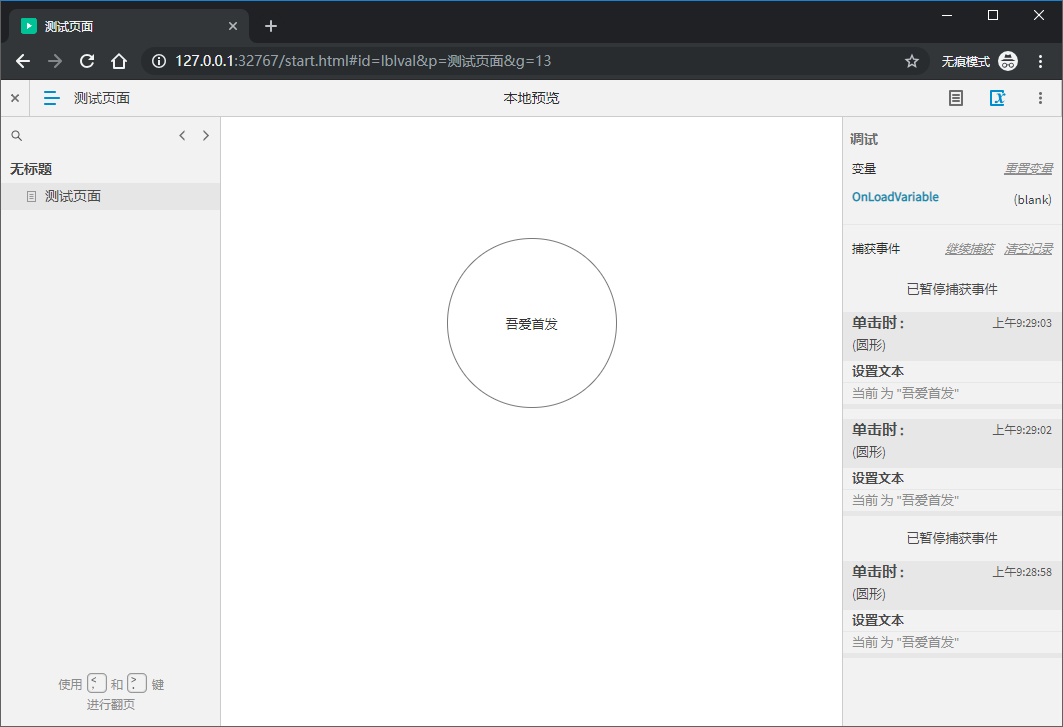 测试页面
127.0.0.1:32767/start.html#id=lblval&p=测试页面&g=13
无痕模式
测试页面
本地预览
无标题
测试页面
吾爱首发
使用 < , 和 > . 键
进行翻页
调试
变量 重置变量
OnLoadVariable (blank)
捕获事件 继续捕获 清空记录
已暂停捕获事件
单击时: 上午9:29:03
(圆形)
设置文本
当前 为 "吾爱首发"
单击时: 上午9:29:02
(圆形)
设置文本
当前 为 "吾爱首发"
已暂停捕获事件
单击时: 上午9:28:58
(圆形)
设置文本
当前 为 "吾爱首发"